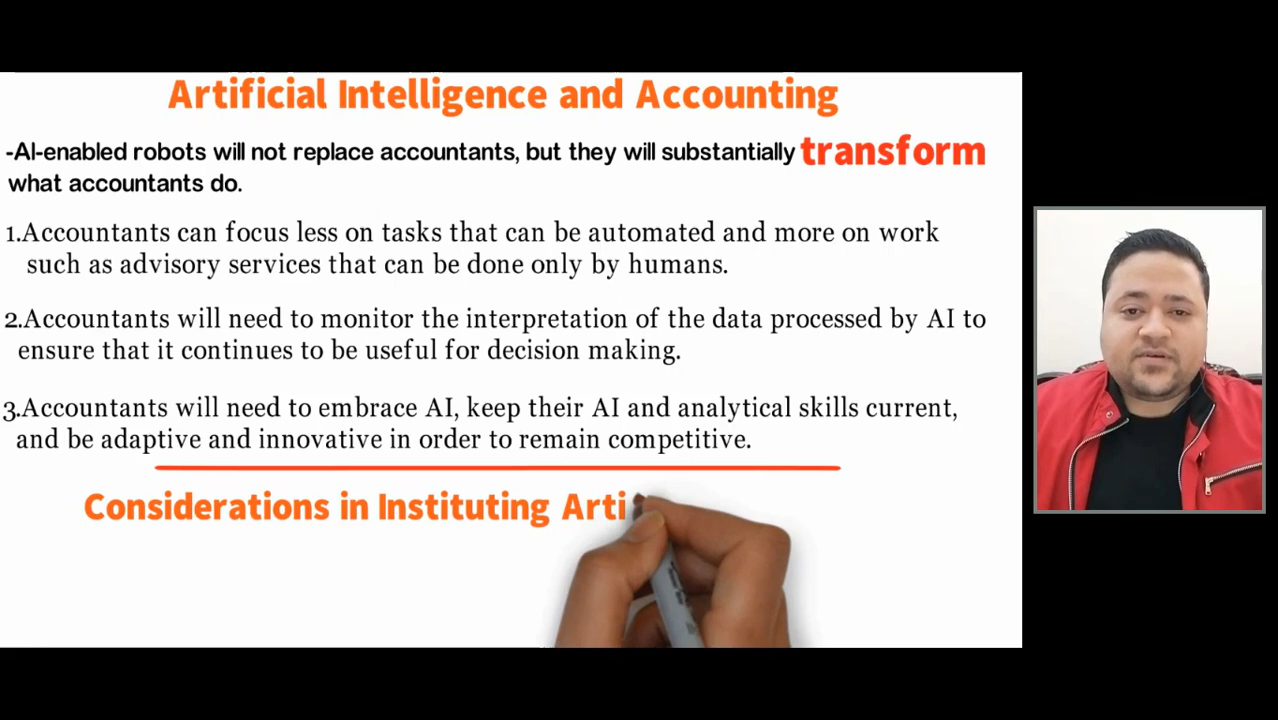 Artificial Intelligence and Accounting
-AI-enabled robots will not replace accountants, but they will substantially transform
what accountants do.
1.Accountants can focus less on tasks that can be automated and more on work
such as advisory services that can be done only by humans.
2.Accountants will need to monitor the interpretation of the data processed by AI to
ensure that it continues to be useful for decision making.
3.Accountants will need to embrace AI, keep their AI and analytical skills current,
and be adaptive and innovative in order to remain competitive.
Considerations in Instituting Arti